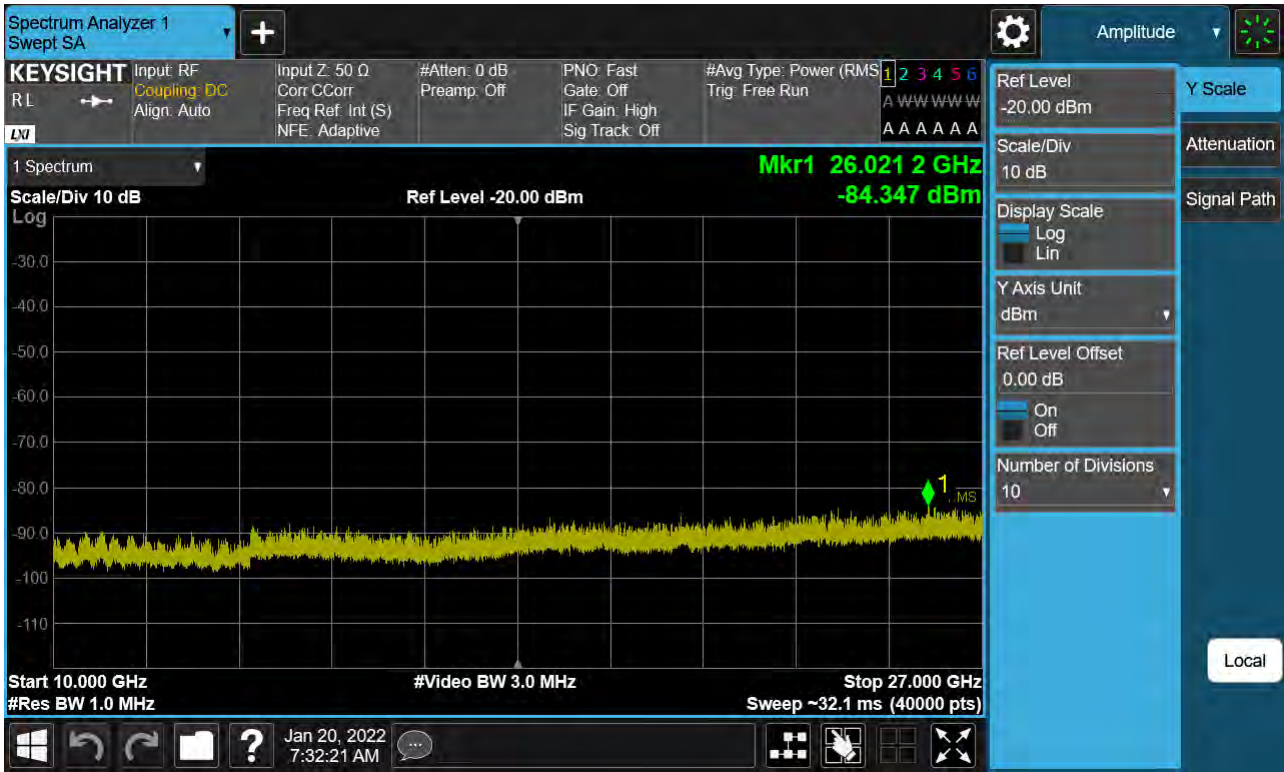 Spectrum Analyzer 1
Swept SA
Amplitude
KEYSIGHT
R L
LXI
Input: RF
Coupling: DC
Align: Auto
Input Z: 50 Ω
Corr CCorr
Freq Ref: Int (S)
NFE: Adaptive
#Atten: 0 dB
Preamp: Off
PNO: Fast
Gate: Off
IF Gain: High
Sig Track: Off
#Avg Type: Power (RMS
Trig: Free Run
1 2 3 4 5 6
A W W W W W
A A A A A A
1 Spectrum
Mkr1 26.021 2 GHz
Scale/Div 10 dB
Ref Level -20.00 dBm
-84.347 dBm
Log
-30.0
-40.0
-50.0
-60.0
-70.0
-80.0
-90.0
-100
-110
1
Start 10.000 GHz
#Video BW 3.0 MHz
Stop 27.000 GHz
#Res BW 1.0 MHz
Sweep ~32.1 ms (40000 pts)
Ref Level
-20.00 dBm
Scale/Div
10 dB
Display Scale
Log
Lin
Y Axis Unit
dBm
Ref Level Offset
0.00 dB
On
Off
Number of Divisions
10
Y Scale
Attenuation
Signal Path
Local
?
Jan 20, 2022
7:32:21 AM